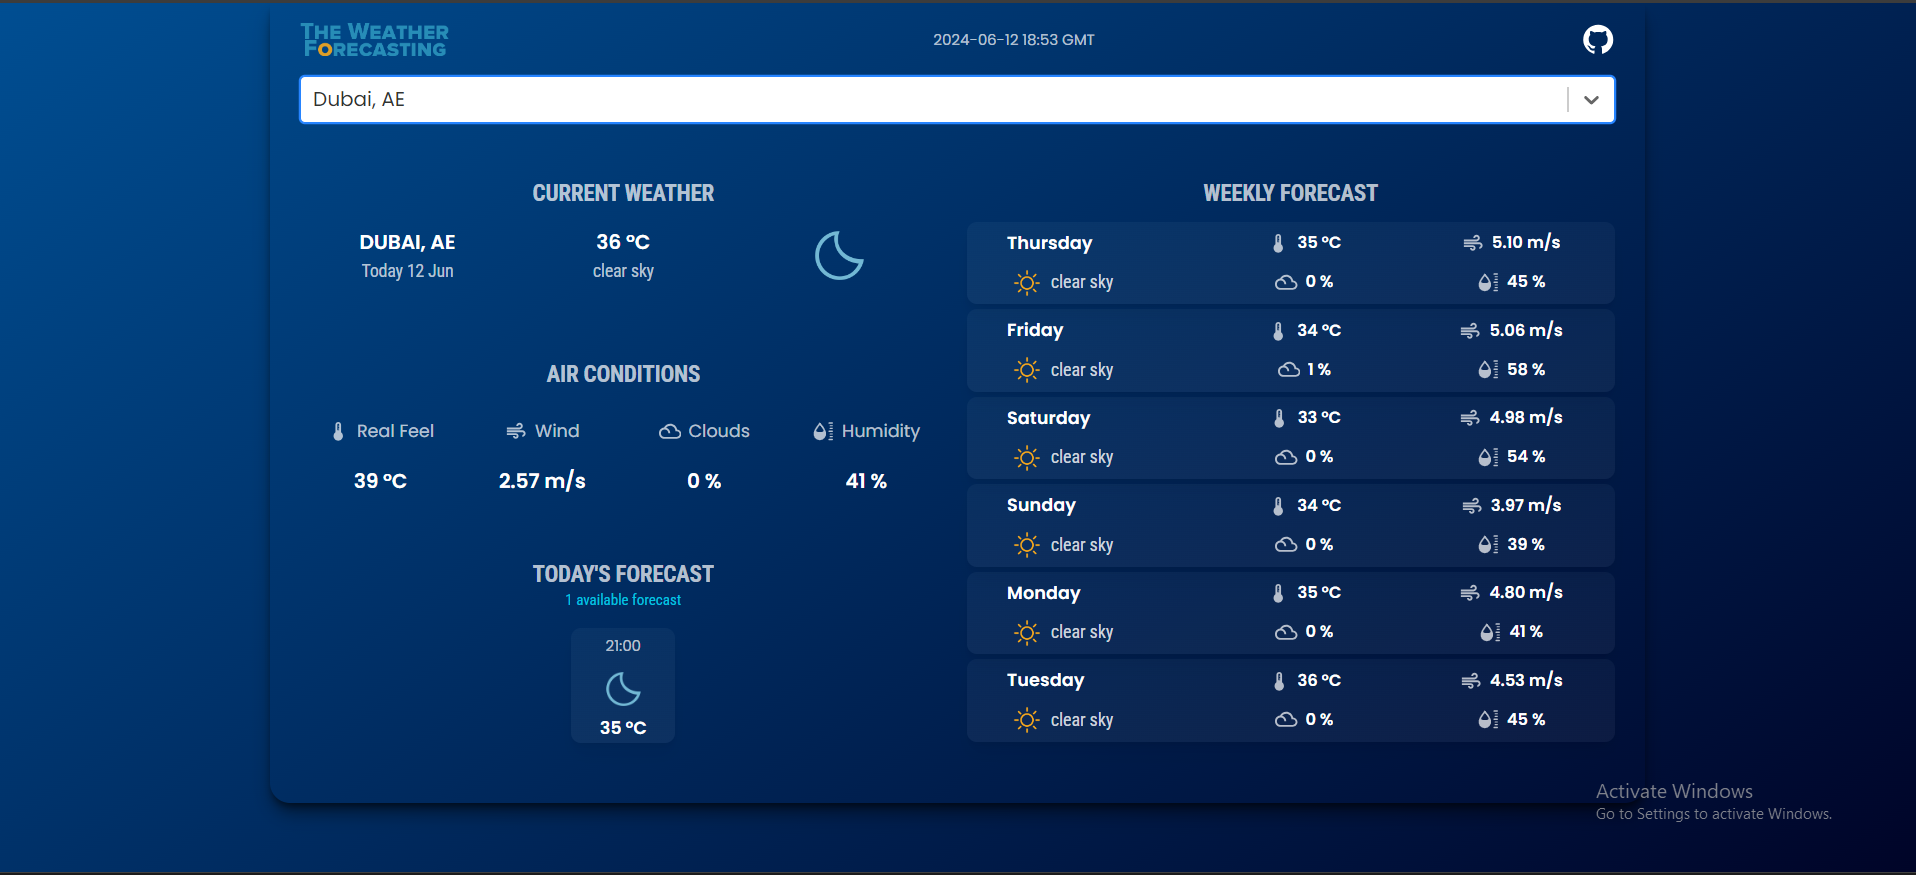 THE WEATHER
FORECASTING
2024-06-12 18:53 GMT
Dubai, AE
CURRENT WEATHER
DUBAI, AE
Today 12 Jun
36 °C
clear sky
AIR CONDITIONS
Real Feel
39 °C
Wind
2.57 m/s
Clouds
0 %
Humidity
41 %
TODAY'S FORECAST
1 available forecast
21:00
35 °C
WEEKLY FORECAST
Thursday 35 °C 5.10 m/s
clear sky 0 % 45 %
Friday 34 °C 5.06 m/s
clear sky 1 % 58 %
Saturday 33 °C 4.98 m/s
clear sky 0 % 54 %
Sunday 34 °C 3.97 m/s
clear sky 0 % 39 %
Monday 35 °C 4.80 m/s
clear sky 0 % 41 %
Tuesday 36 °C 4.53 m/s
clear sky 0 % 45 %
Activate Windows
Go to Settings to activate Windows.